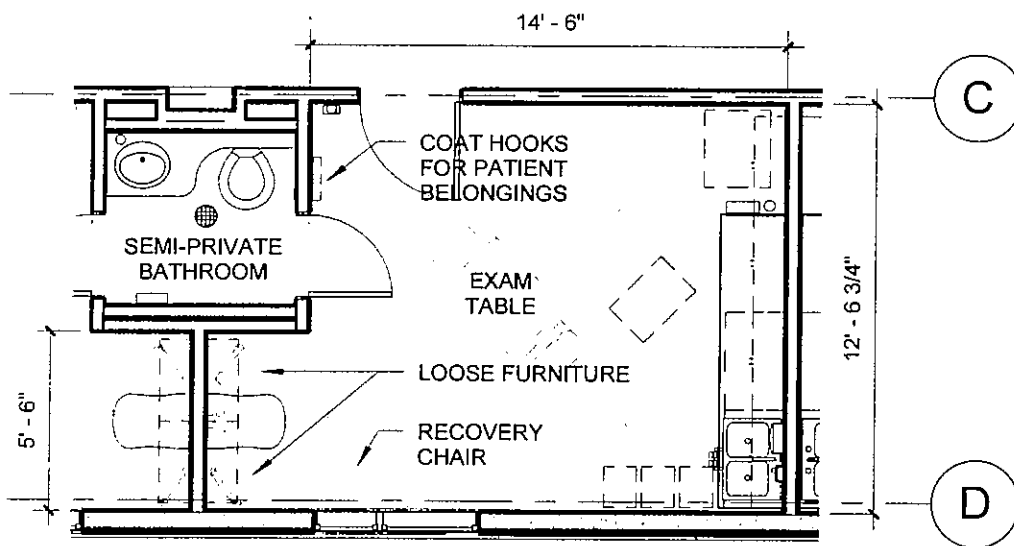 14' - 6"
C
COAT HOOKS
FOR PATIENT
BELONGINGS
SEMI-PRIVATE
BATHROOM
EXAM
TABLE
12' - 6 3/4"
LOOSE FURNITURE
5' - 6"
RECOVERY
CHAIR
D